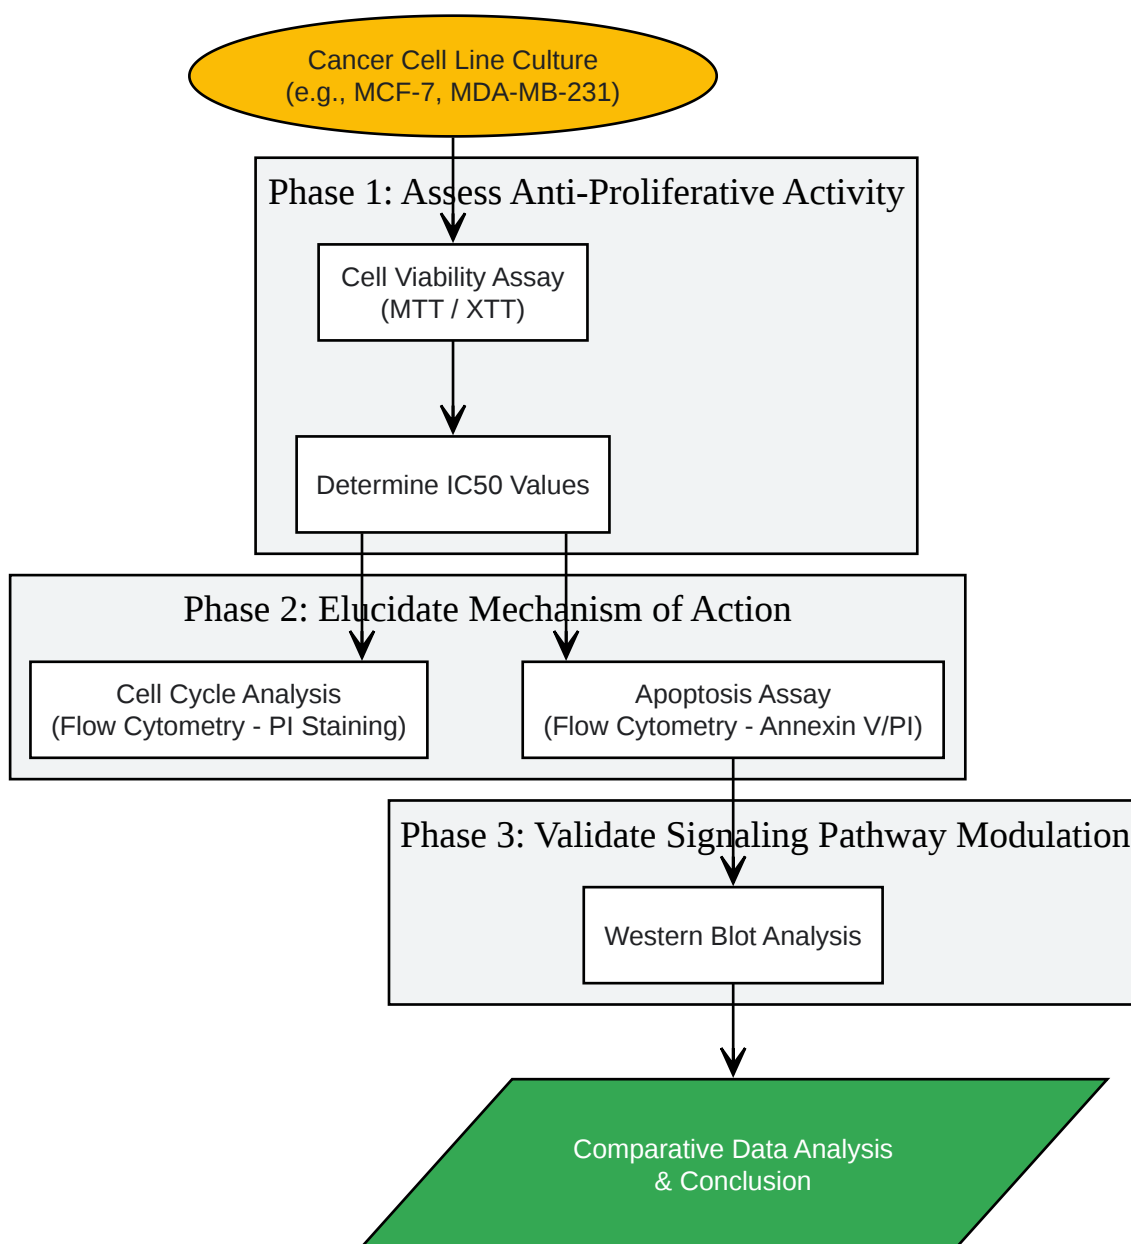 Cancer Cell Line Culture
(e.g., MCF-7, MDA-MB-231)
Phase 1: Assess Anti-Proliferative Activity
Cell Viability Assay
(MTT / XTT)
Determine IC50 Values
Phase 2: Elucidate Mechanism of Action
Cell Cycle Analysis
(Flow Cytometry - PI Staining)
Apoptosis Assay
(Flow Cytometry - Annexin V/PI)
Phase 3: Validate Signaling Pathway Modulation
Western Blot Analysis
Comparative Data Analysis
& Conclusion